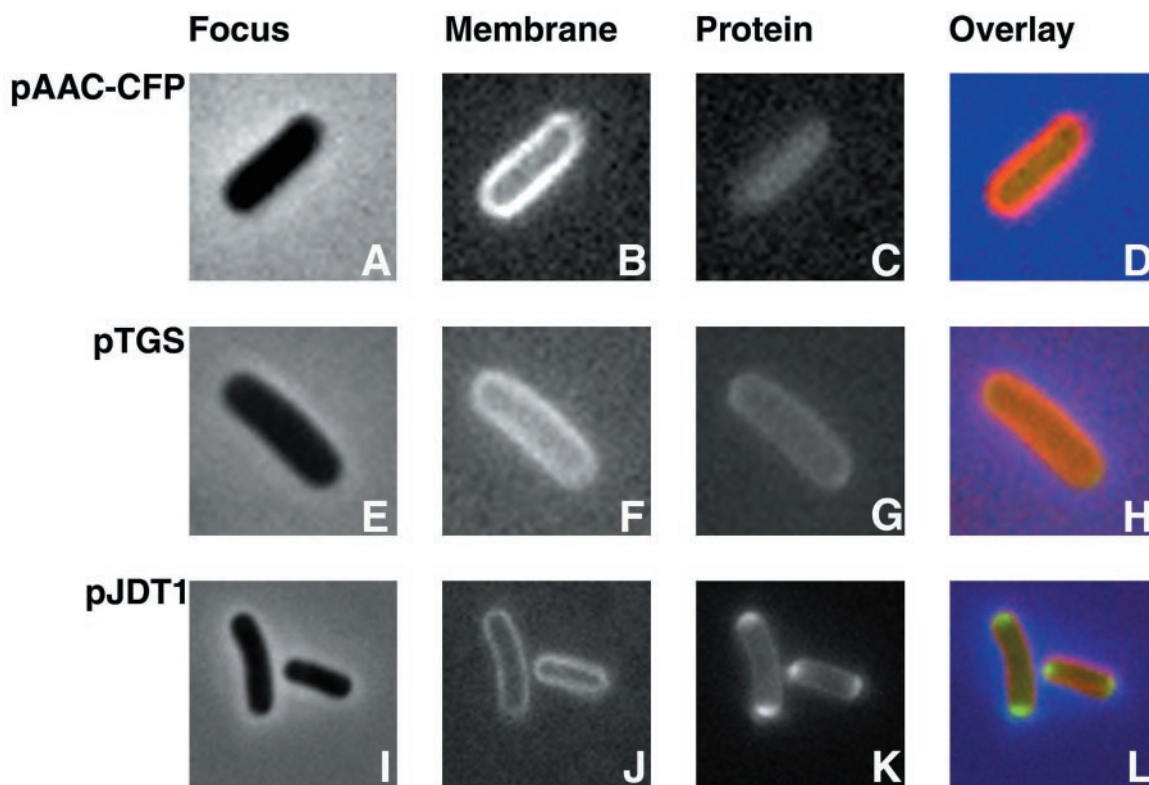 Focus Membrane Protein Overlay
pAAC-CFP
A B C D
pTGS
E F G H
pJDT1
I J K L